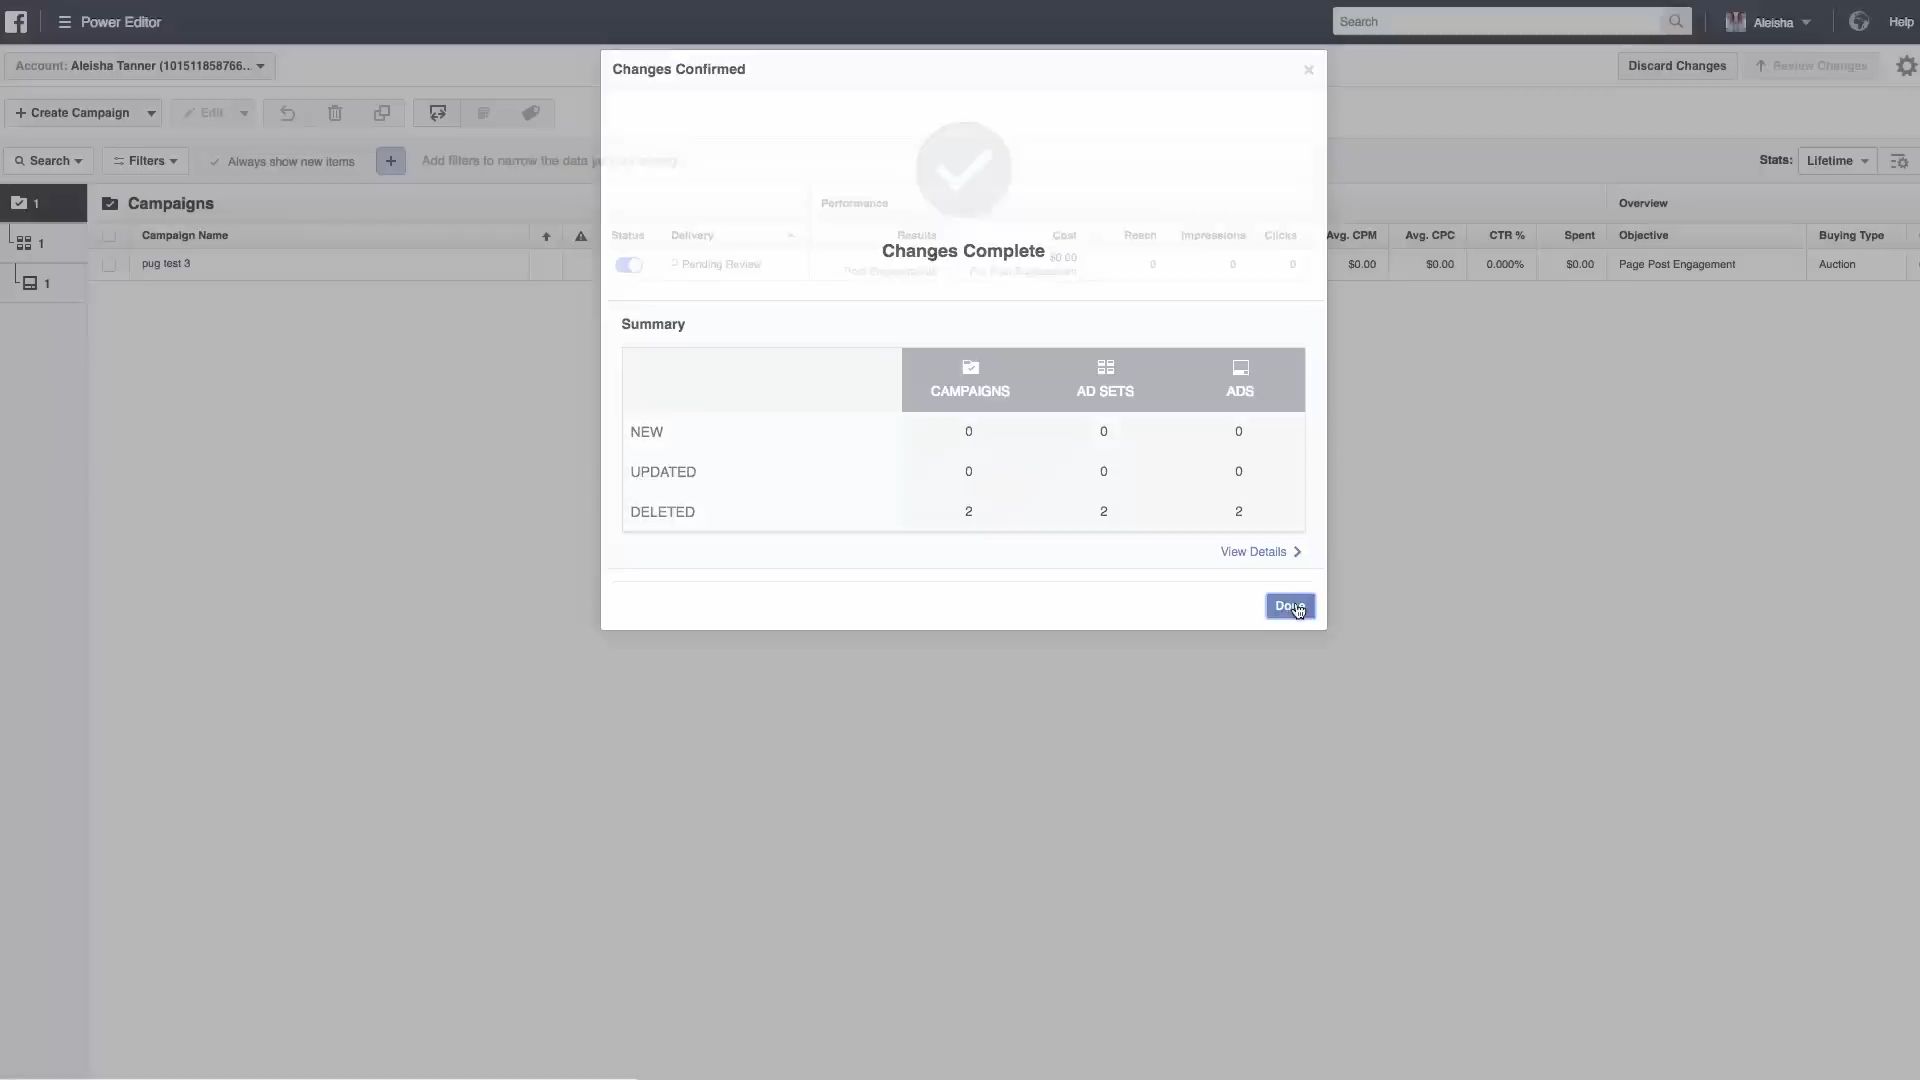 Power Editor
Search
Aleisha
Help
Account: Aleisha Tanner (101511858766...
Changes Confirmed
Discard Changes
Review Changes
+ Create Campaign
Edit
Search
Filters
Always show new items
Add filters to narrow the data
Stats: Lifetime
1
Campaigns
Performance
Overview
1
Campaign Name
Status
Delivery
Results
Cost
Reach
Impressions
Clicks
Avg. CPM
Avg. CPC
CTR %
Spent
Objective
Buying Type
Changes Complete
pug test 3
Pending Review
$0.00
0
0
0
$0.00
$0.00
0.000%
$0.00
Page Post Engagement
Auction
1
Summary
CAMPAIGNS
AD SETS
ADS
NEW 0 0 0
UPDATED 0 0 0
DELETED 2 2 2
View Details
Done